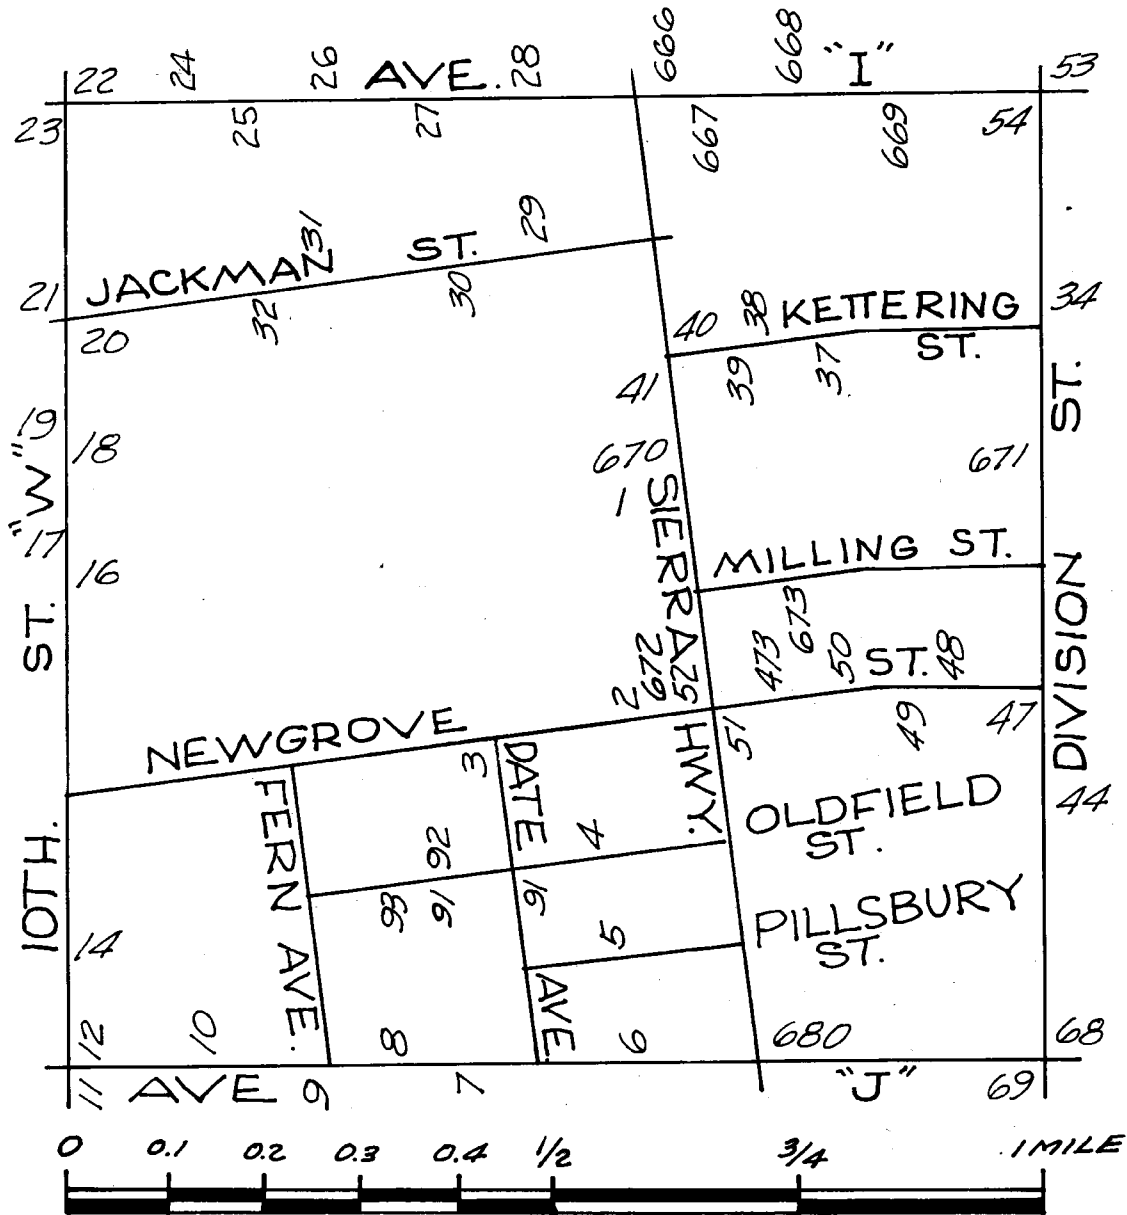 22 24 26 AVE. 28 666 668 "I" 53
23 25 27 667 669 54
31 29
21 JACKMAN ST. 30 40 38 KETTERING 34
20 32 ST.
41 39 37
19 18 670 671
1
17 16 MILLING ST.
10TH. ST. "W"
SIERRA HWY.
DIVISION ST.
2 672 52 473 673 50 ST. 48
NEWGROVE 51 49 47
3
FERN AVE.
DATE AVE.
92 4 OLDFIELD 44
ST.
93 91 91 5 PILLSBURY
14 ST.
12 10 8 6 680 68
11 AVE 9 7 "J" 69
0 0.1 0.2 0.3 0.4 1/2 3/4 1 MILE